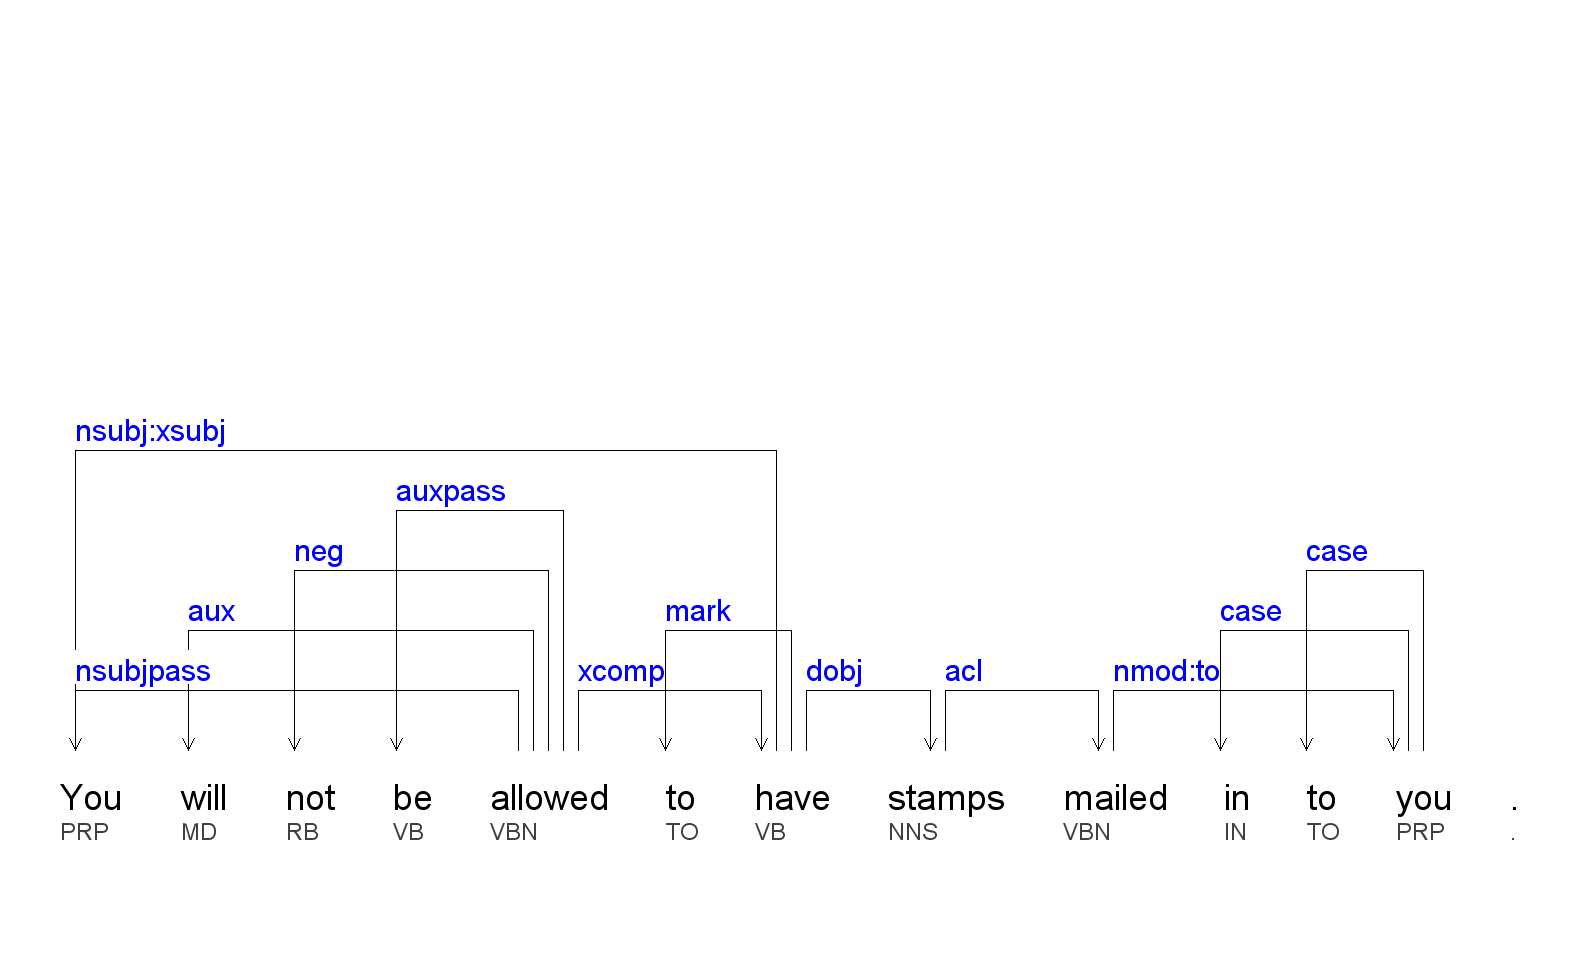 nsubj:xsubj
auxpass
neg case
aux mark case
nsubjpass xcomp dobj acl nmod:to
You will not be allowed to have stamps mailed in to you .
PRP MD RB VB VBN TO VB NNS VBN IN TO PRP .